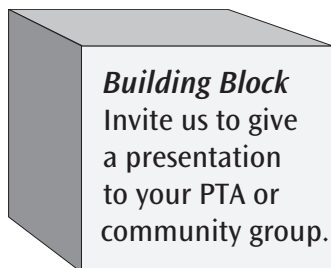 Building Block
Invite us to give
a presentation
to your PTA or
community group.